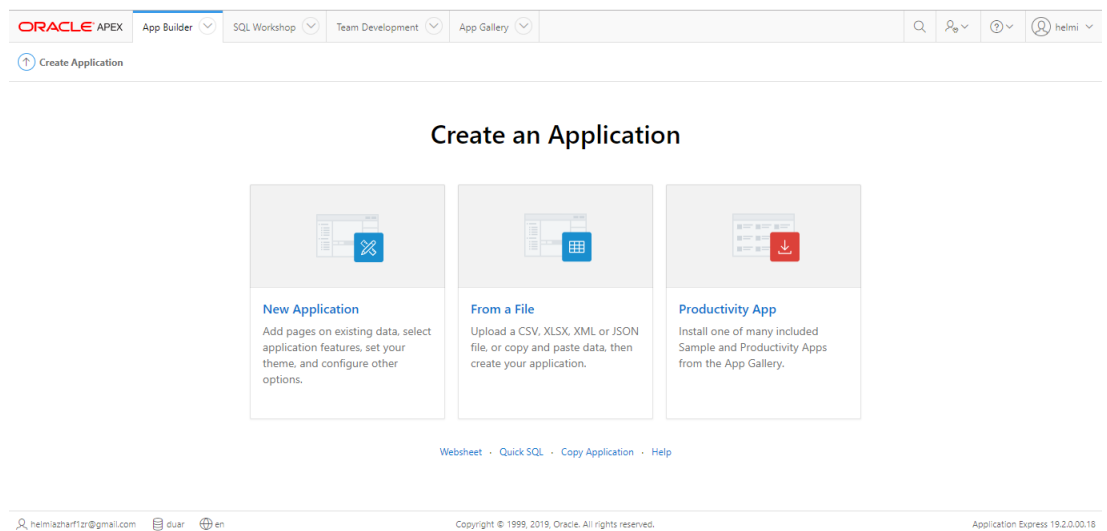 ORACLE APEX App Builder SQL Workshop Team Development App Gallery helmi
Create Application
Create an Application
New Application
Add pages on existing data, select
application features, set your
theme, and configure other
options.
From a File
Upload a CSV, XLSX, XML or JSON
file, or copy and paste data, then
create your application.
Productivity App
Install one of many included
Sample and Productivity Apps
from the App Gallery.
Websheet · Quick SQL · Copy Application · Help
helmiazharf1zr@gmail.com duar en Copyright © 1999, 2019, Oracle. All rights reserved. Application Express 19.2.0.00.18